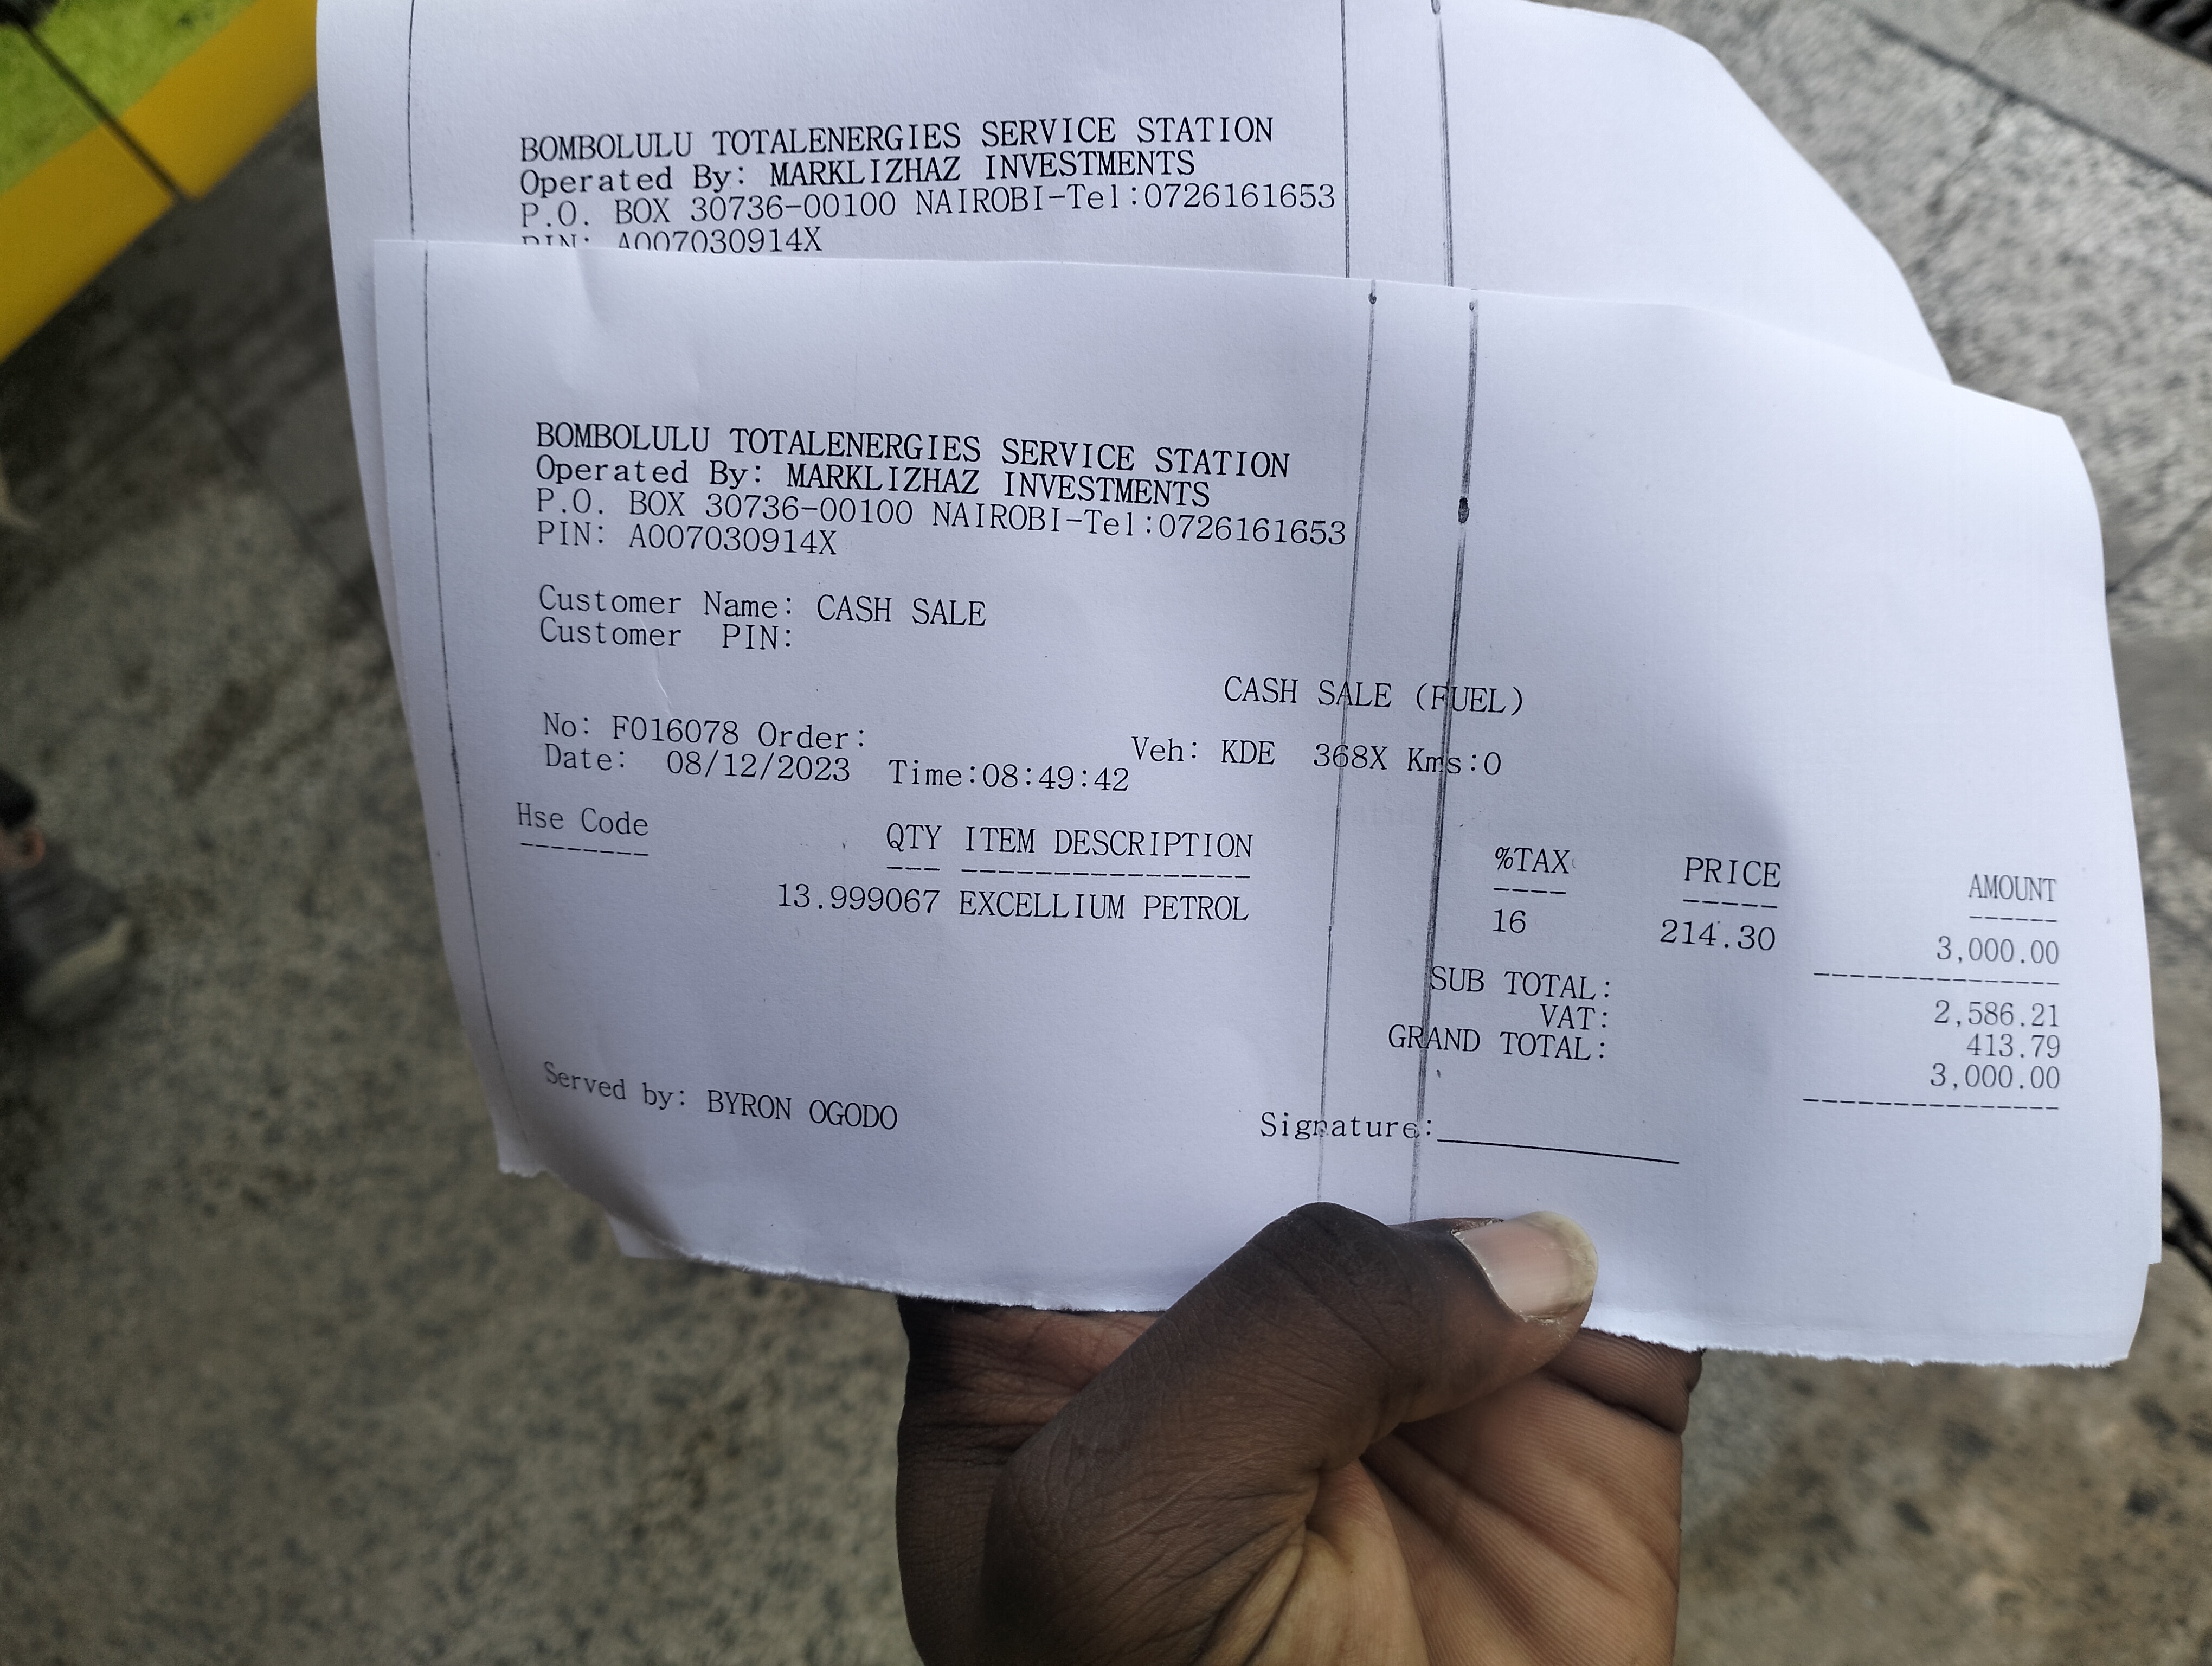 BOMBOLULU TOTALENERGIES SERVICE STATION
Operated By: MARKLIZHAZ INVESTMENTS
P.O. BOX 30736-00100 NAIROBI-Tel:0726161653
PIN: A007030914X
BOMBOLULU TOTALENERGIES SERVICE STATION
Operated By: MARKLIZHAZ INVESTMENTS
P.O. BOX 30736-00100 NAIROBI-Tel:0726161653
PIN: A007030914X
Customer Name: CASH SALE
Customer PIN:
CASH SALE (FUEL)
No: F016078 Order:
Veh: KDE 368X Kms:0
Date: 08/12/2023 Time:08:49:42
Hse Code QTY ITEM DESCRIPTION %TAX PRICE AMOUNT
13.999067 EXCELLIUM PETROL 16 214.30 3,000.00
SUB TOTAL: 2,586.21
VAT: 413.79
GRAND TOTAL: 3,000.00
Served by: BYRON OGODO Signature: